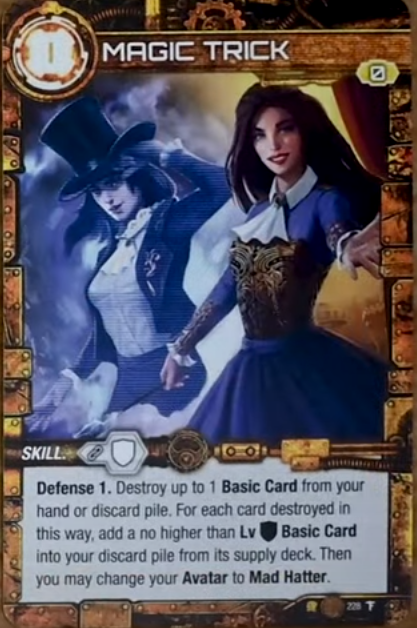 MAGIC TRICK
SKILL.
Defense 1. Destroy up to 1 Basic Card from your
hand or discard pile. For each card destroyed in
this way, add a no higher than Lv Basic Card
into your discard pile from its supply deck. Then
you may change your Avatar to Mad Hatter.
228